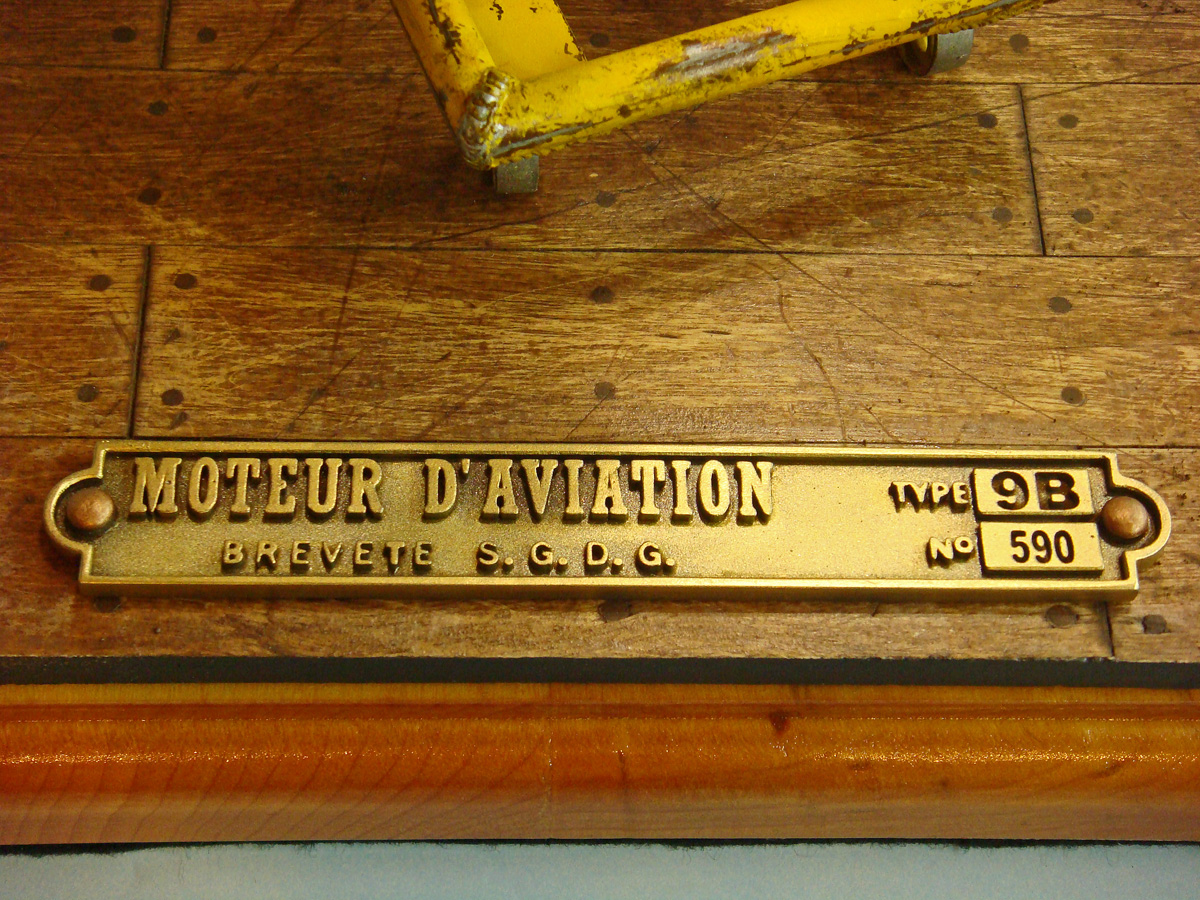 MOTEUR D'AVIATION
BREVETE S.G.D.G.
TYPE 9B
No 590